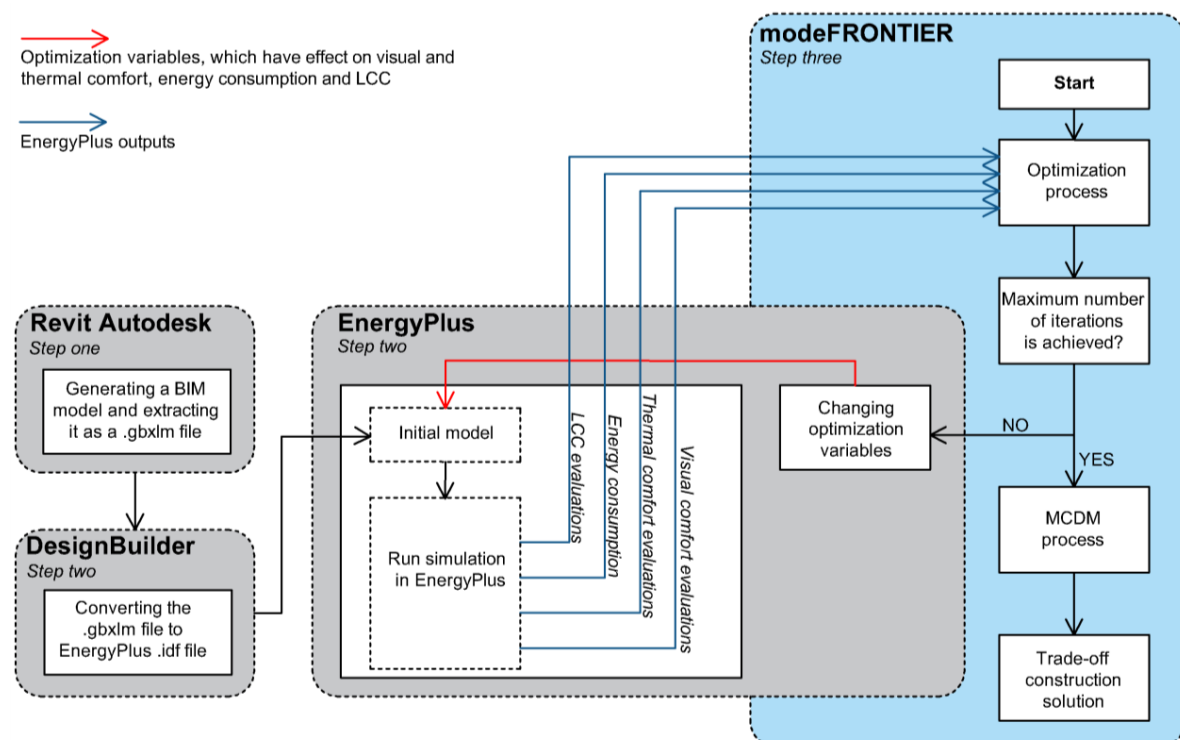 Optimization variables, which have effect on visual and
thermal comfort, energy consumption and LCC
EnergyPlus outputs
modeFRONTIER
Step three
Start
Optimization
process
Maximum number
of iterations
is achieved?
NO
YES
MCDM
process
Trade-off
construction
solution
Revit Autodesk
Step one
Generating a BIM
model and extracting
it as a .gbxlm file
DesignBuilder
Step two
Converting the
.gbxlm file to
EnergyPlus .idf file
EnergyPlus
Step two
Initial model
Run simulation
in EnergyPlus
LCC evaluations
Energy consumption
Thermal comfort evaluations
Visual comfort evaluations
Changing
optimization
variables